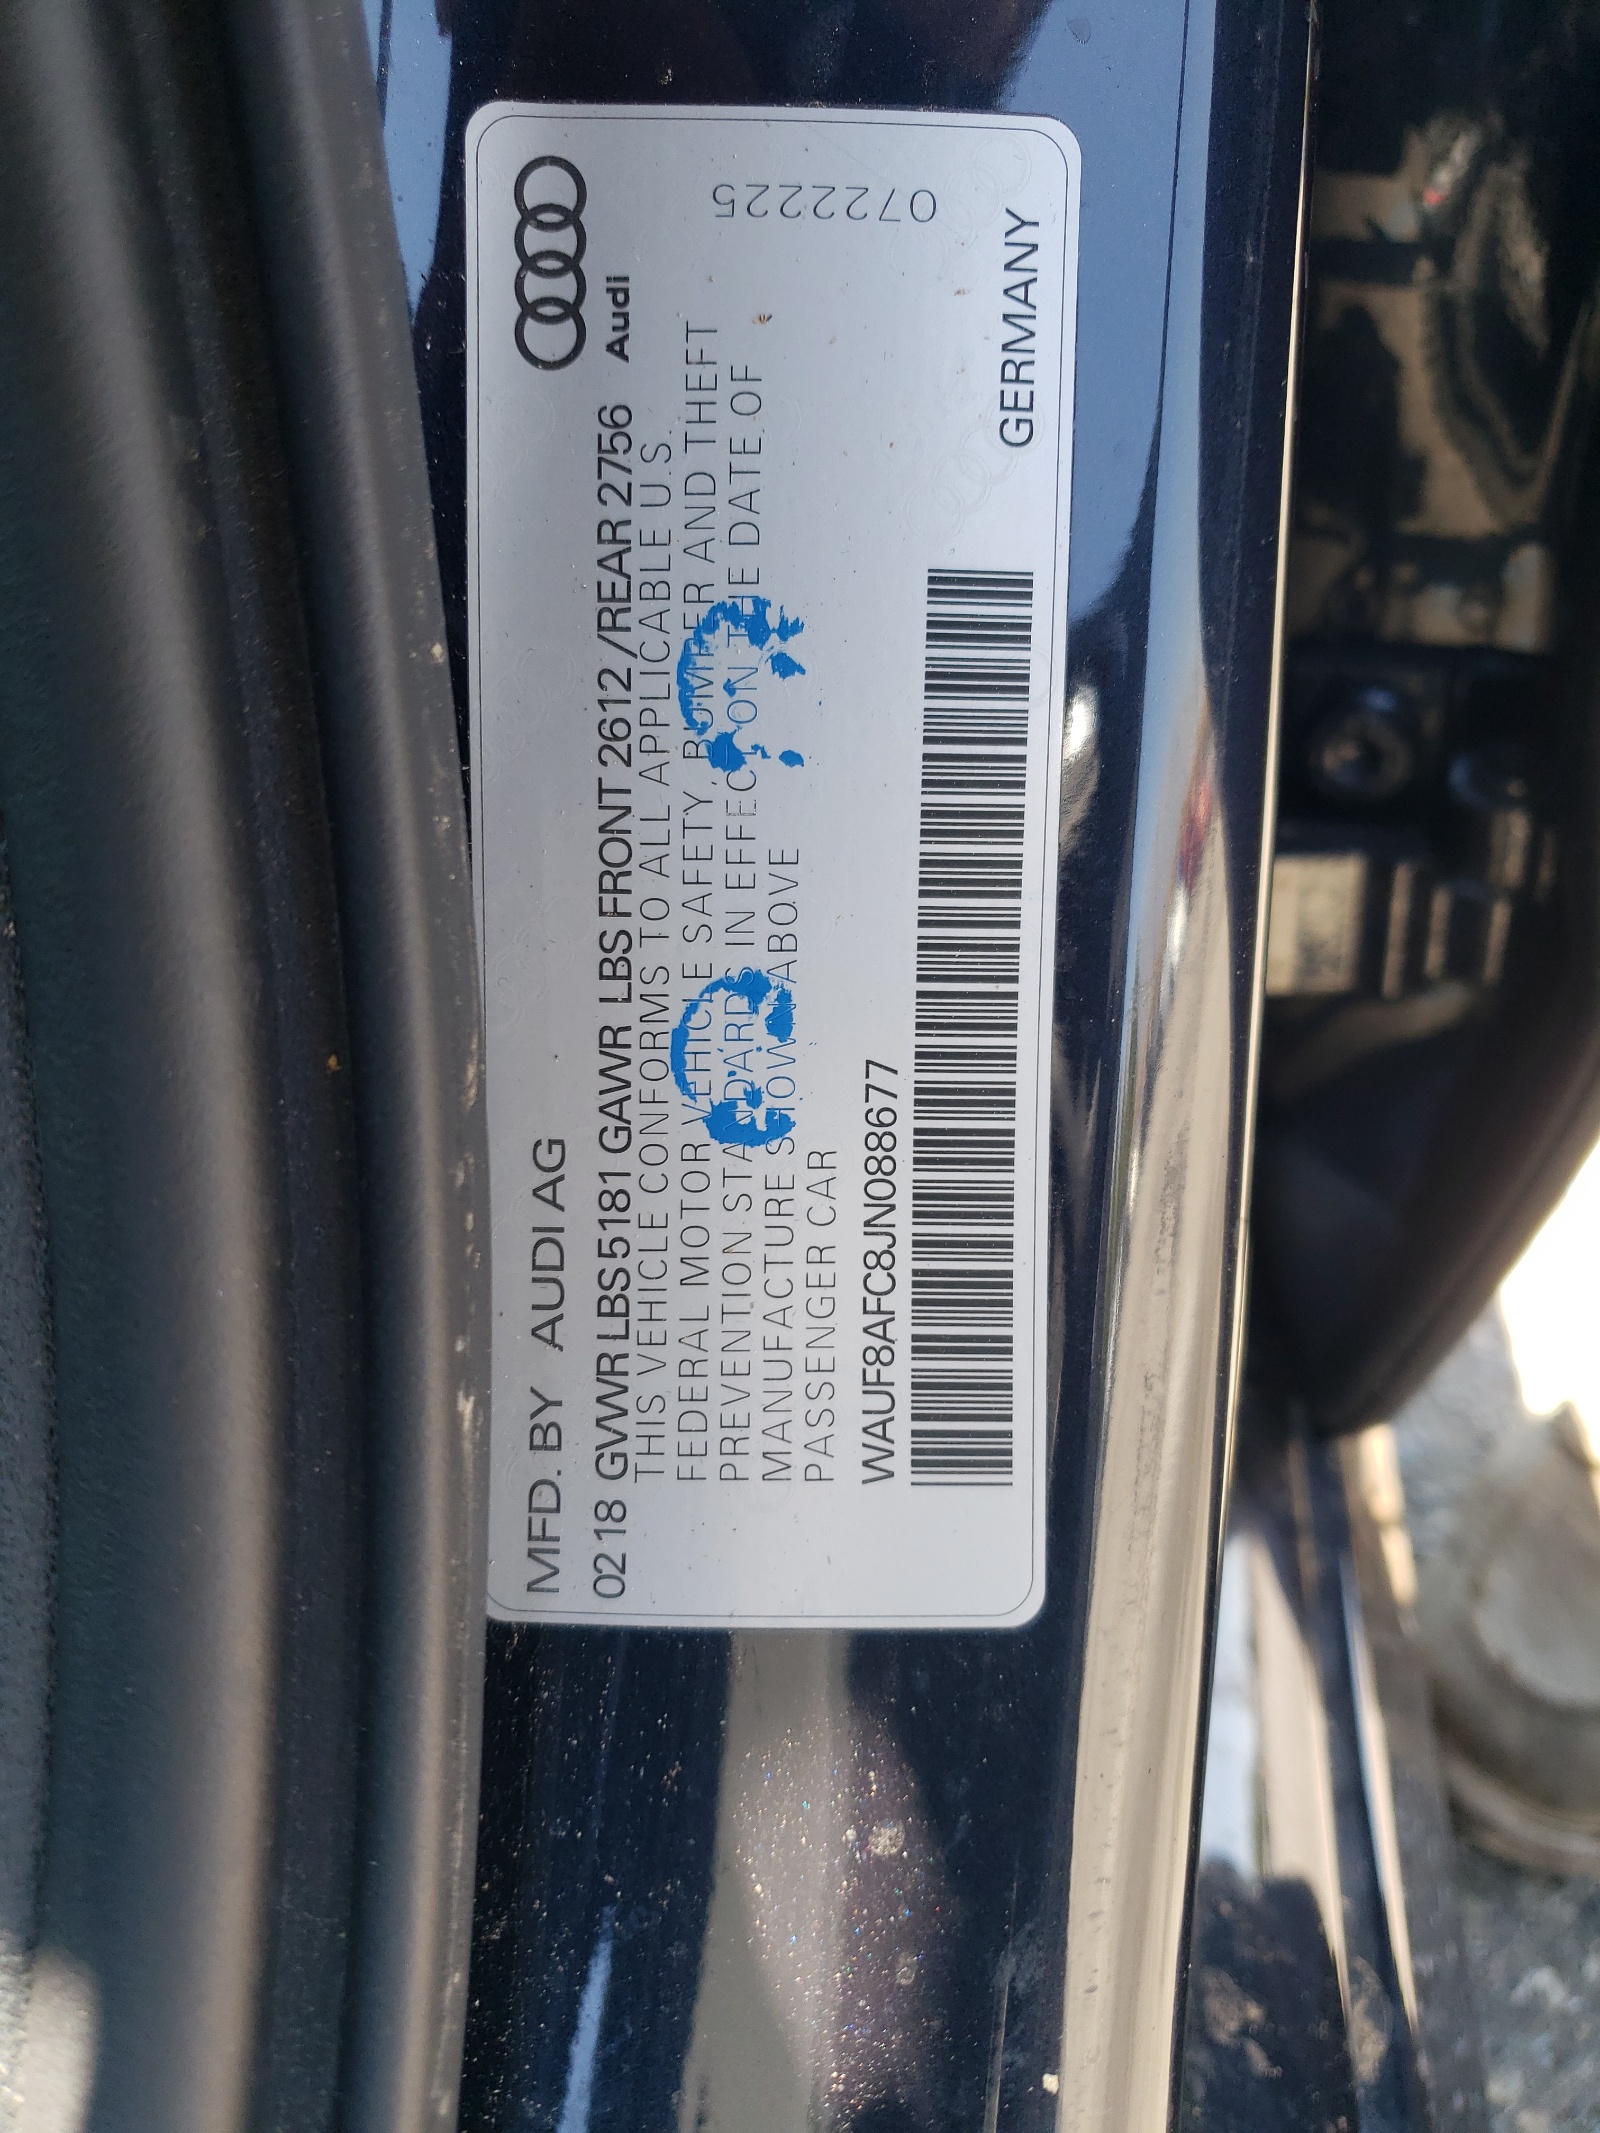 MFD. BY AUDI AG
Audi
02 18 GVWR LBS 5181 GAWR LBS FRONT 2612 /REAR 2756
THIS VEHICLE CONFORMS TO ALL APPLICABLE U.S.
FEDERAL MOTOR VEHICLE SAFETY, BUMPER AND THEFT
PREVENTION STANDARDS IN EFFECT ON THE DATE OF
MANUFACTURE SHOWN ABOVE
PASSENGER CAR
0722225
WAUF8AFC8JN088677
GERMANY